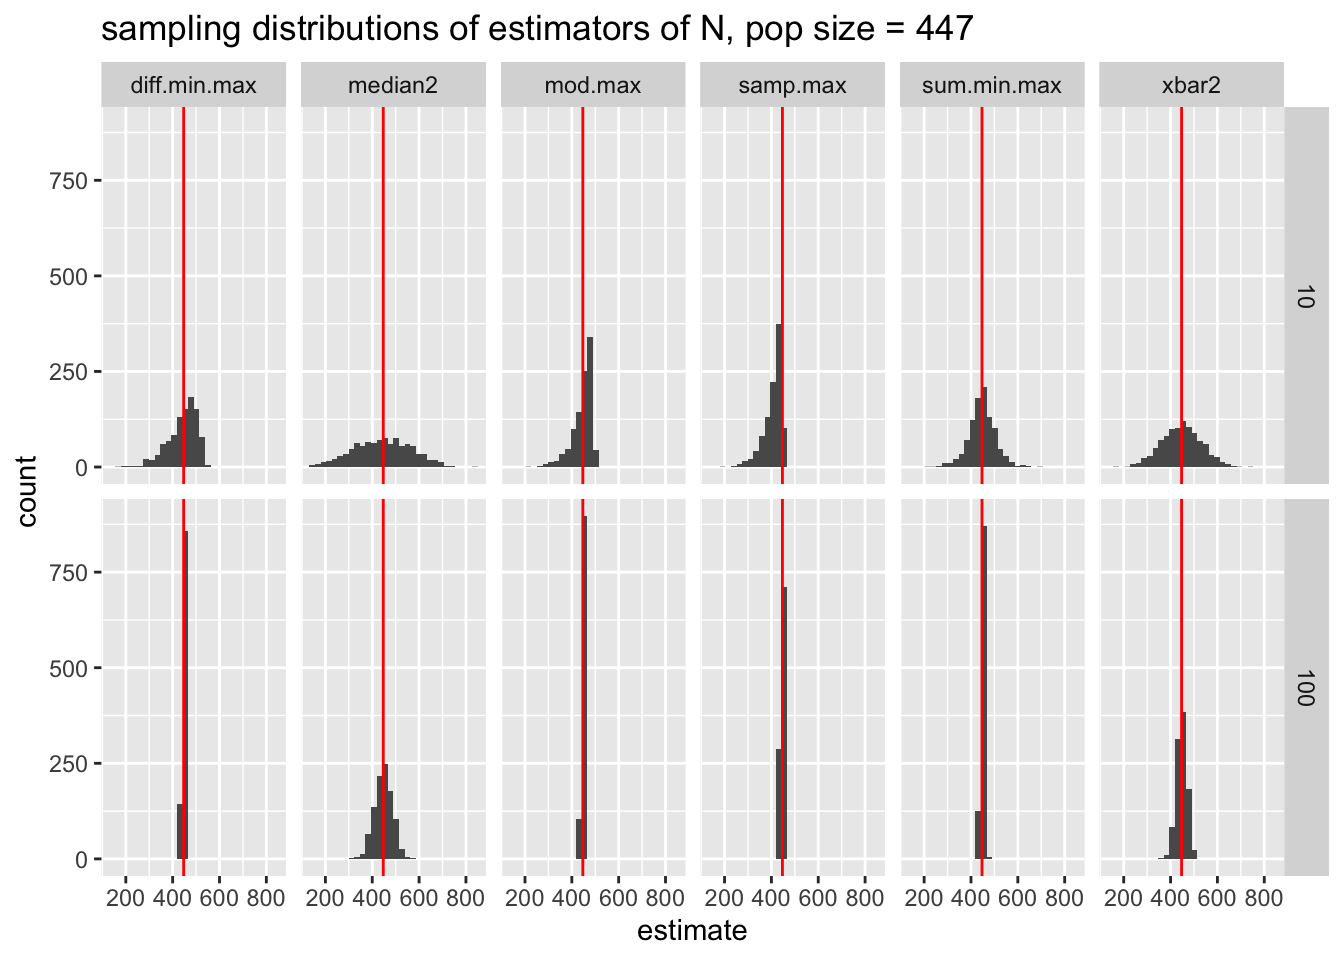 sampling distributions of estimators of N, pop size = 447
diff.min.max median2 mod.max samp.max sum.min.max xbar2
750
500
250
0
10
750
500
250
0
100
count
200 400 600 800 200 400 600 800 200 400 600 800 200 400 600 800 200 400 600 800 200 400 600 800
estimate